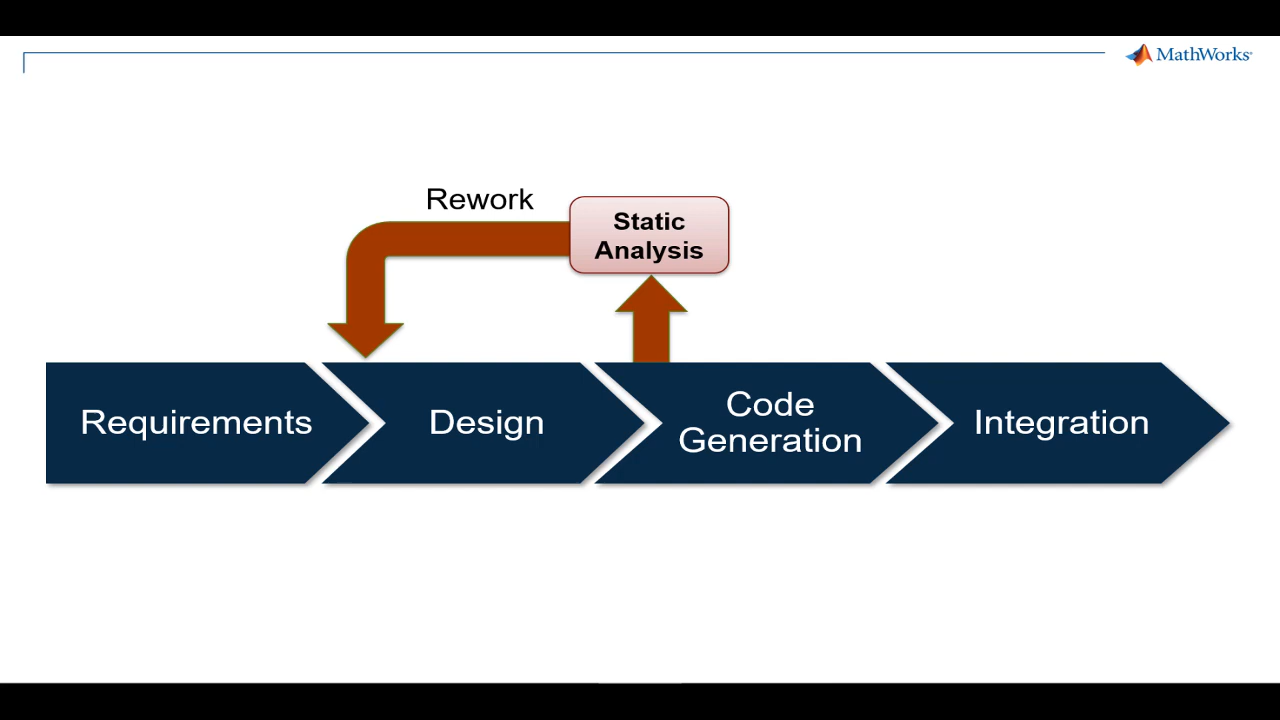 MathWorks
Rework
Static
Analysis
Requirements
Design
Code
Generation
Integration